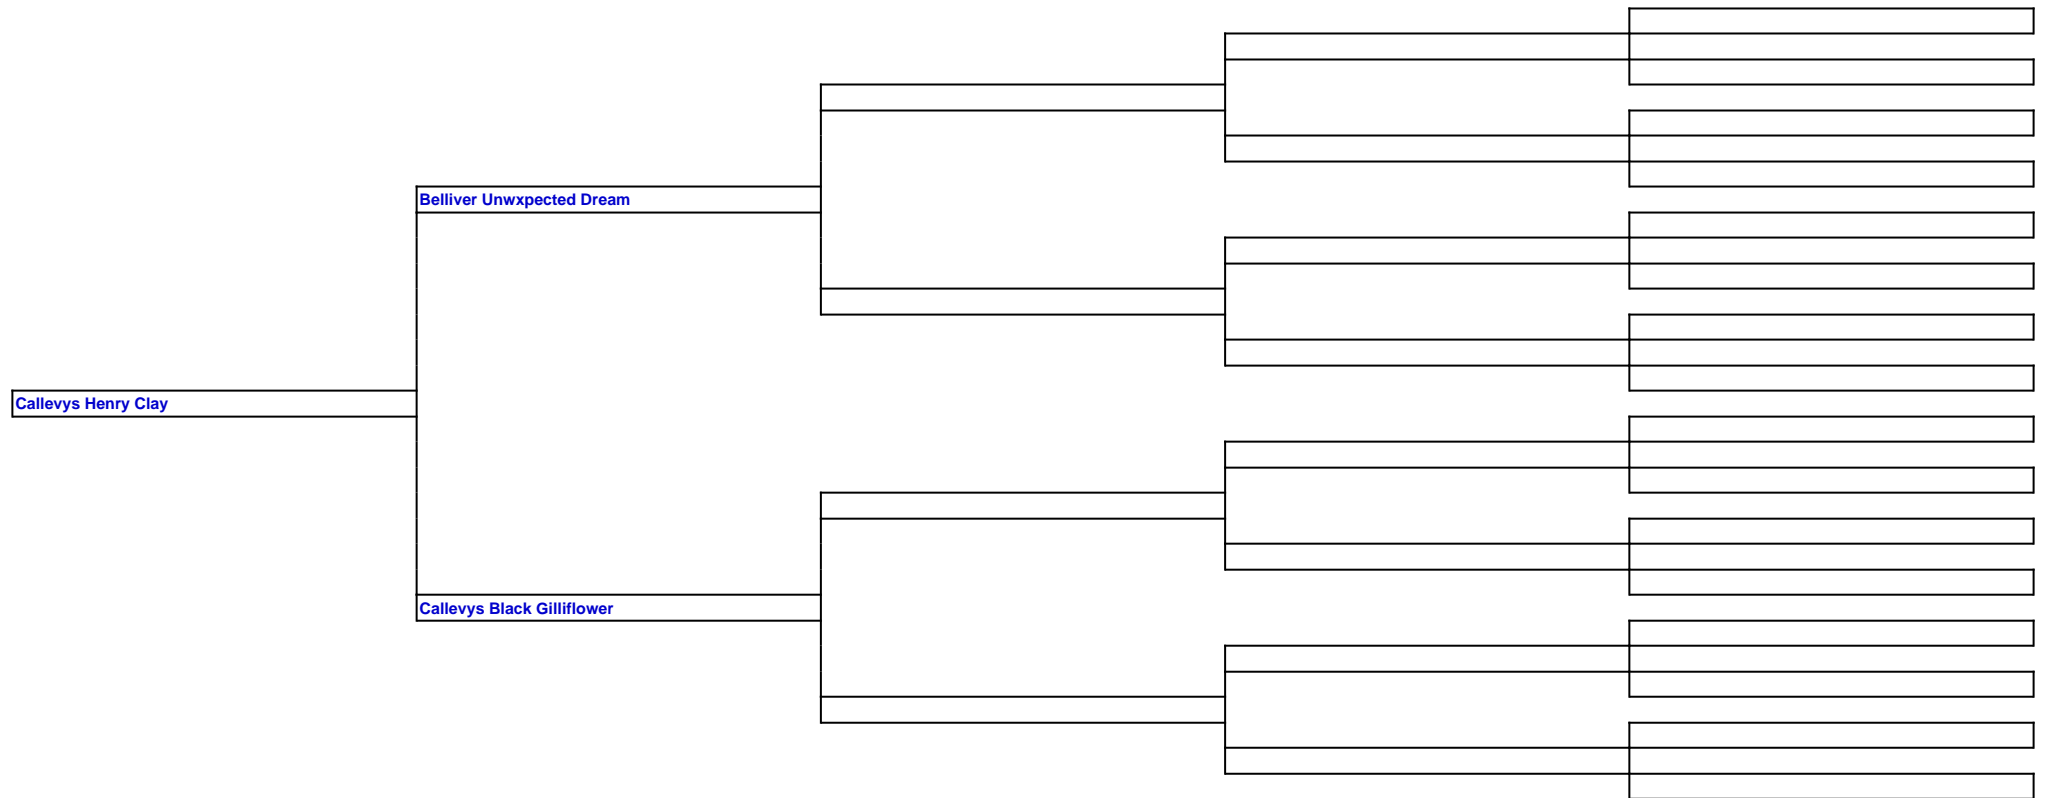 Belliver Unwxpected Dream
Callevys Henry Clay
Callevys Black Gilliflower